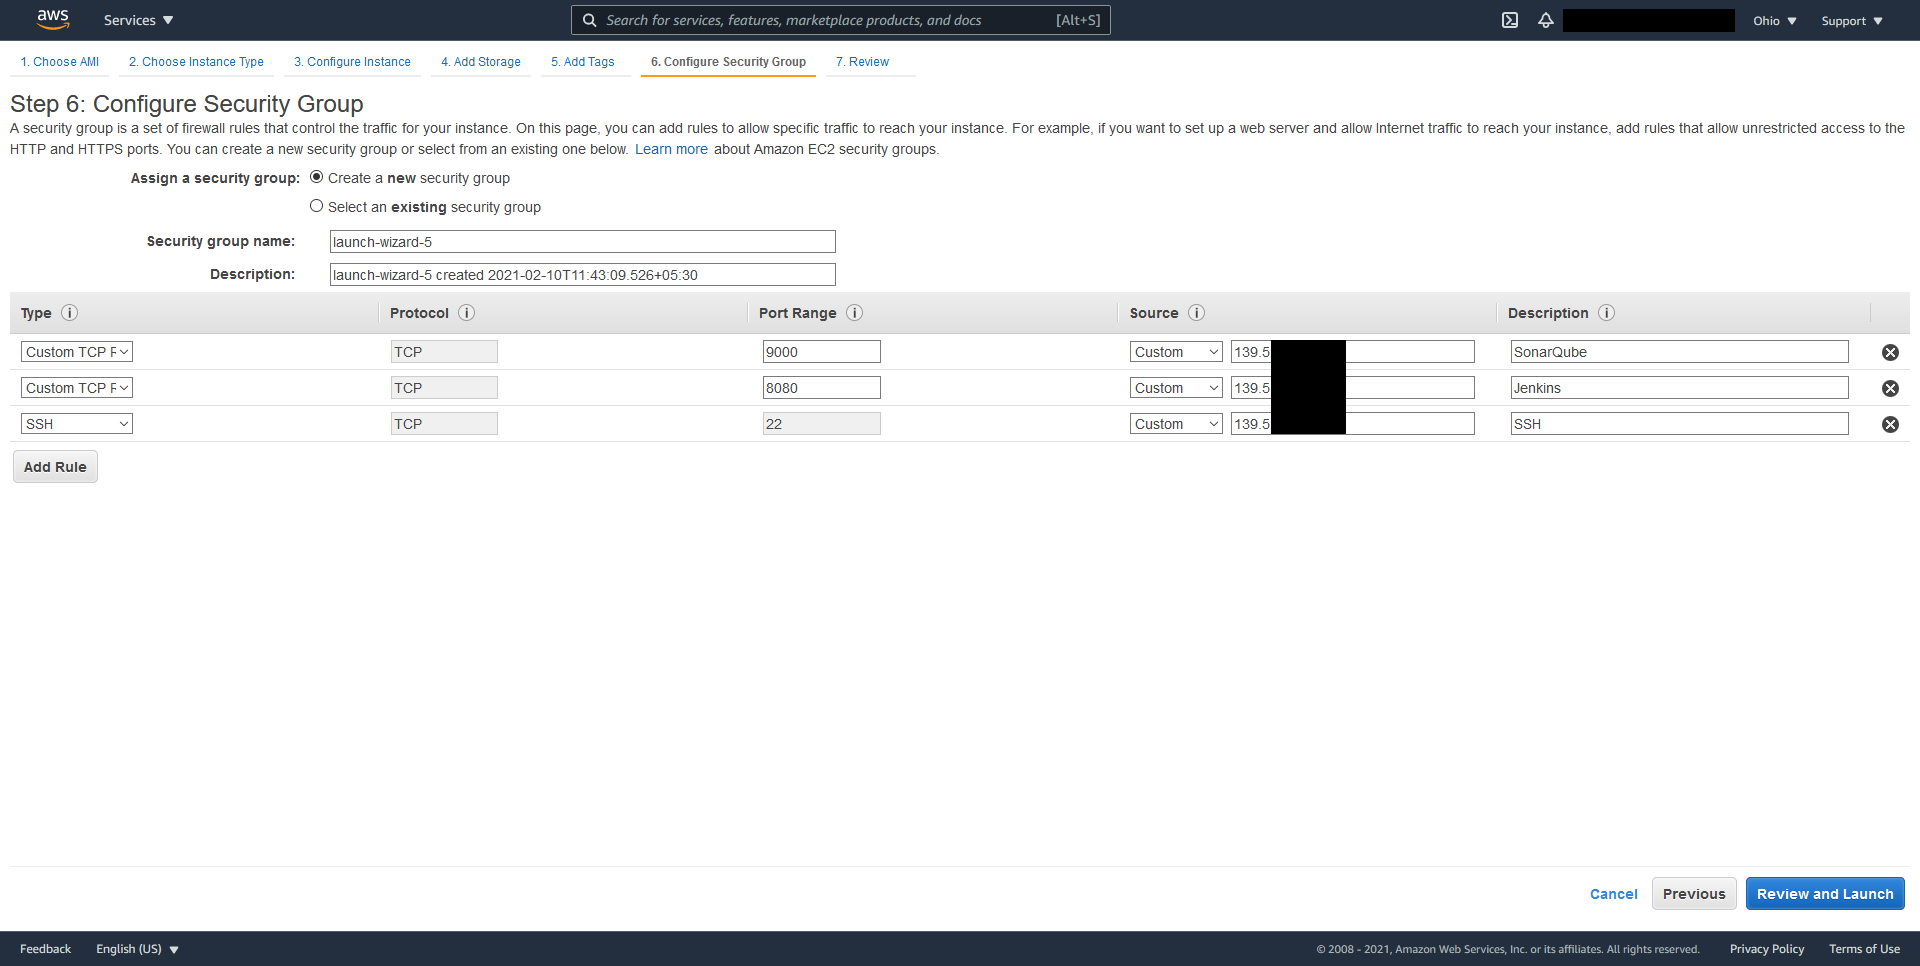 aws Services Search for services, features, marketplace products, and docs [Alt+S] Ohio Support
1. Choose AMI 2. Choose Instance Type 3. Configure Instance 4. Add Storage 5. Add Tags 6. Configure Security Group 7. Review
Step 6: Configure Security Group
A security group is a set of firewall rules that control the traffic for your instance. On this page, you can add rules to allow specific traffic to reach your instance. For example, if you want to set up a web server and allow Internet traffic to reach your instance, add rules that allow unrestricted access to the
HTTP and HTTPS ports. You can create a new security group or select from an existing one below. Learn more about Amazon EC2 security groups.
Assign a security group: Create a new security group
Select an existing security group
Security group name: launch-wizard-5
Description: launch-wizard-5 created 2021-02-10T11:43:09.526+05:30
Type i Protocol i Port Range i Source i Description i
Custom TCP TCP 9000 Custom 139.5 SonarQube
Custom TCP TCP 8080 Custom 139.5 Jenkins
SSH TCP 22 Custom 139.5 SSH
Add Rule
Cancel Previous Review and Launch
Feedback English (US) © 2008 - 2021, Amazon Web Services, Inc. or its affiliates. All rights reserved. Privacy Policy Terms of Use